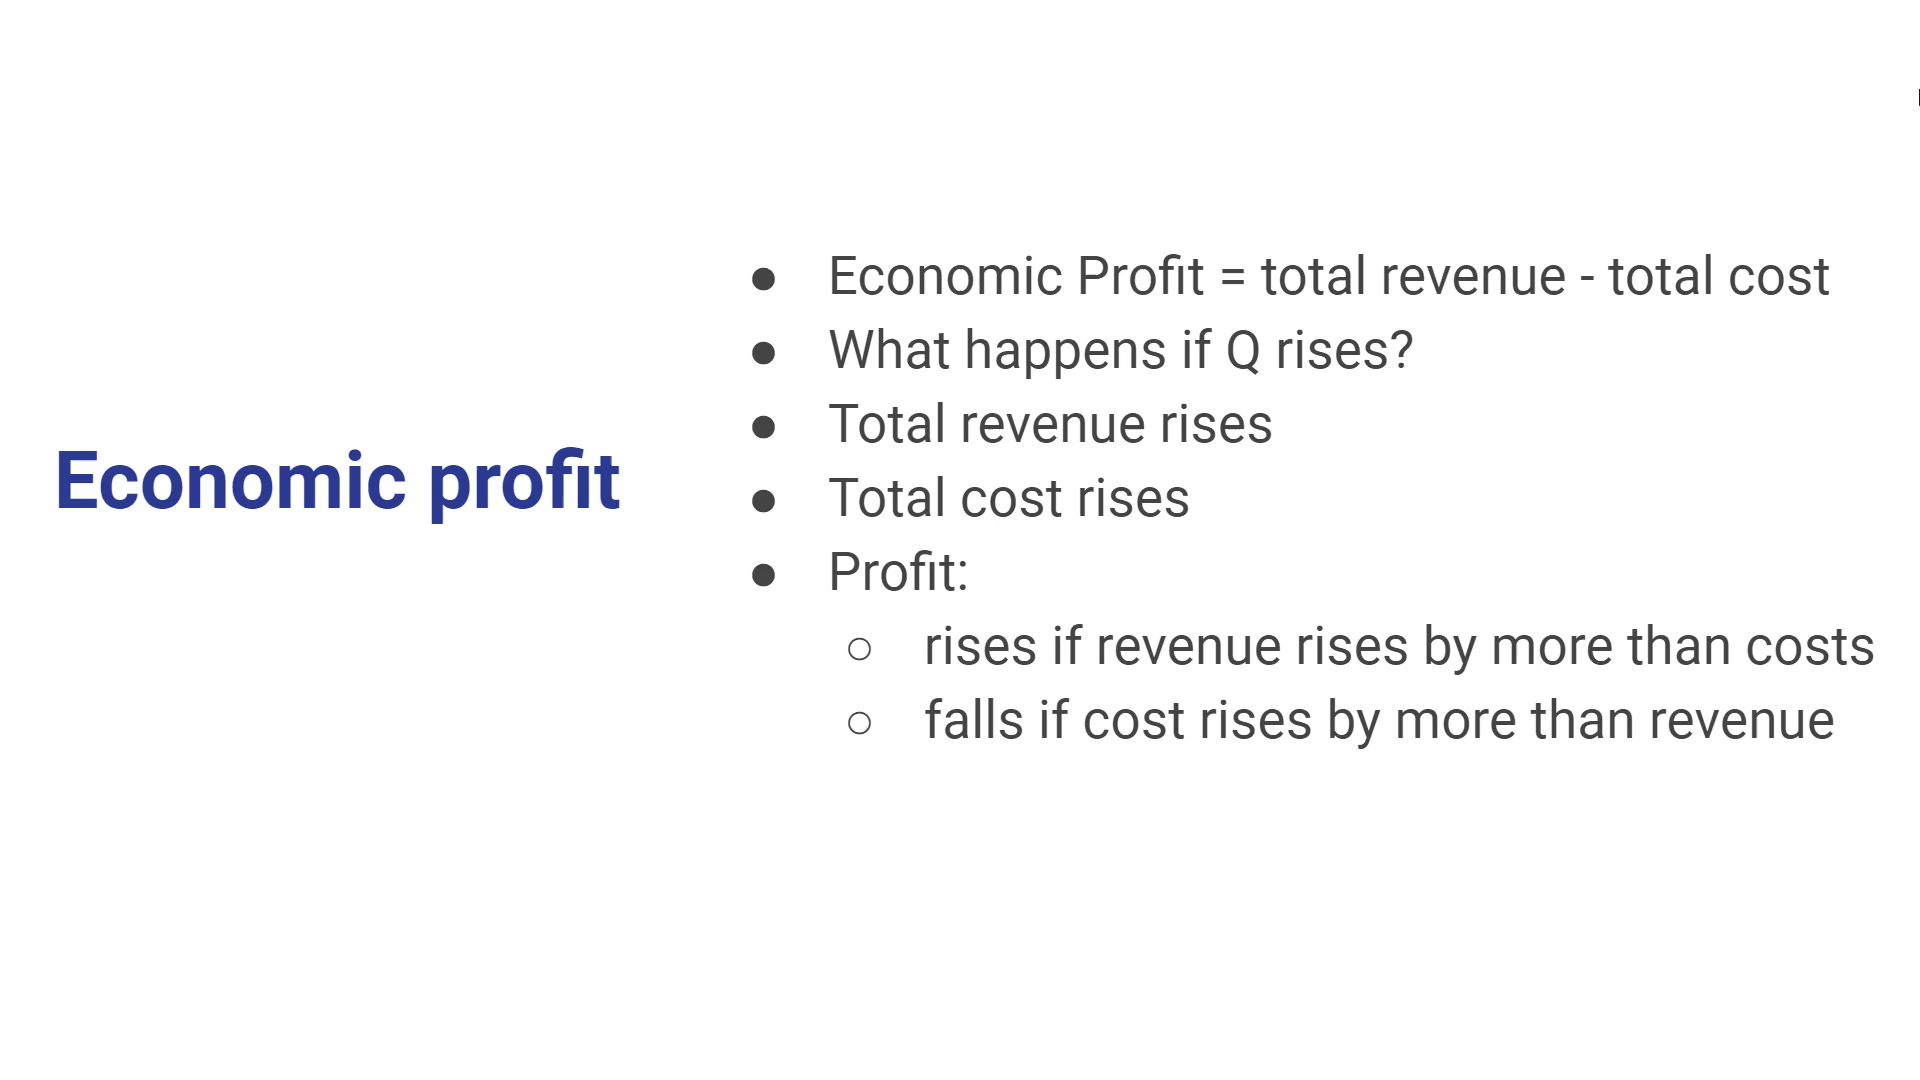 Economic profit
● Economic Profit = total revenue - total cost
● What happens if Q rises?
● Total revenue rises
● Total cost rises
● Profit:
○ rises if revenue rises by more than costs
○ falls if cost rises by more than revenue